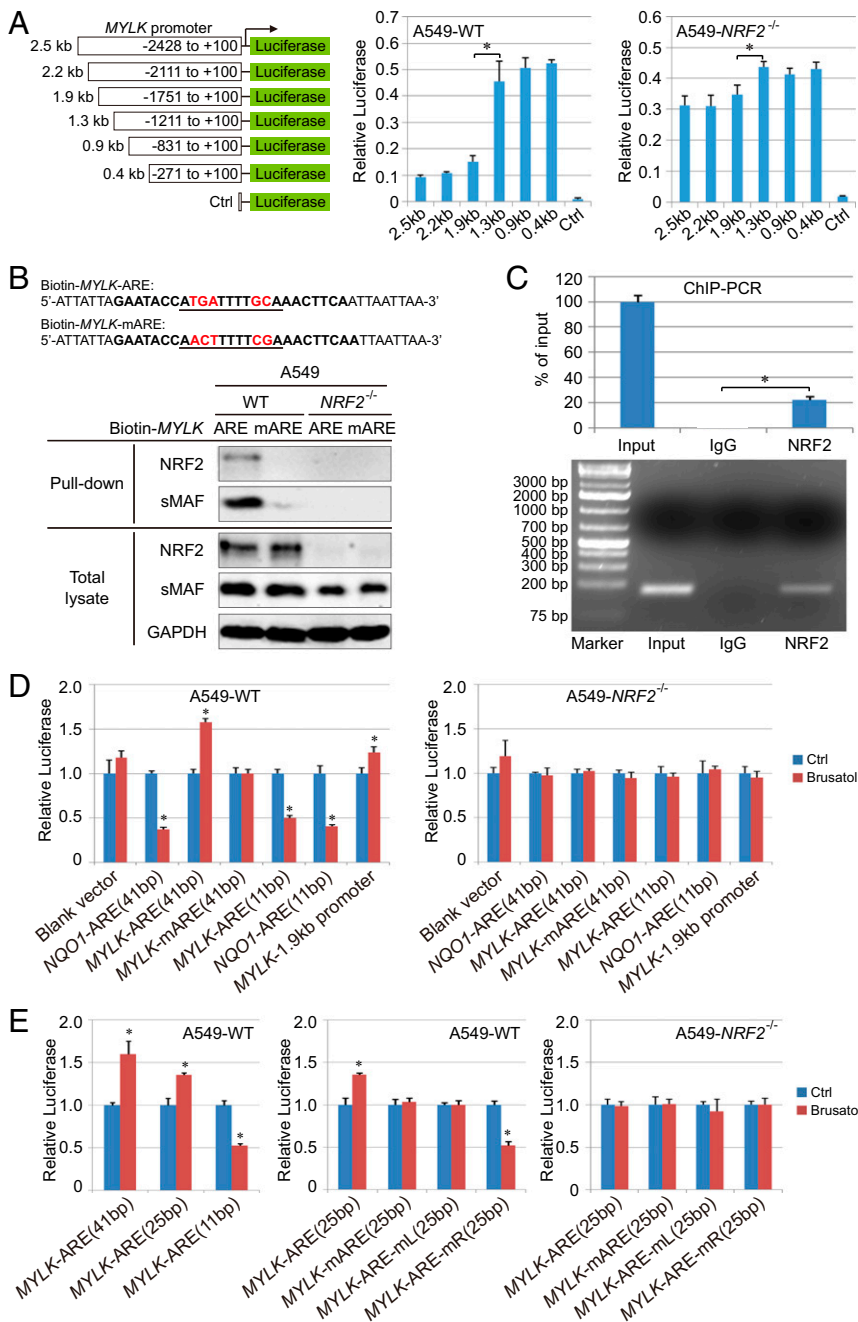 A
MYLK promoter
2.5 kb -2428 to +100 Luciferase
2.2 kb -2111 to +100 Luciferase
1.9 kb -1751 to +100 Luciferase
1.3 kb -1211 to +100 Luciferase
0.9 kb -831 to +100 Luciferase
0.4 kb -271 to +100 Luciferase
Ctrl Luciferase
A549-WT
*
Relative Luciferase
0.7
0.6
0.5
0.4
0.3
0.2
0.1
0
2.5kb 2.2kb 1.9kb 1.3kb 0.9kb 0.4kb Ctrl
A549-NRF2-/-
*
Relative Luciferase
0.6
0.5
0.4
0.3
0.2
0.1
0
2.5kb 2.2kb 1.9kb 1.3kb 0.9kb 0.4kb Ctrl
B
Biotin-MYLK-ARE:
5'-ATTATTAGAATACCATGATTTTGCAAACTTCAATTAATTAA-3'
Biotin-MYLK-mARE:
5'-ATTATTAGAATACCAACTTTTTCGAAACTTCAATTAATTAA-3'
A549
WT NRF2-/-
Biotin-MYLK ARE mARE ARE mARE
Pull-down
NRF2
sMAF
Total lysate
NRF2
sMAF
GAPDH
C
ChIP-PCR
*
% of input
120
100
80
60
40
20
0
Input IgG NRF2
3000 bp
2000 bp
1000 bp
700 bp
500 bp
400 bp
300 bp
200 bp
75 bp
Marker Input IgG NRF2
D
A549-WT
Relative Luciferase
2.0
1.5
1.0
0.5
0
* * * * *
Blank vector
NQO1-ARE(41bp)
MYLK-ARE(41bp)
MYLK-mARE(41bp)
MYLK-ARE(11bp)
NQO1-ARE(11bp)
MYLK-1.9kb promoter
A549-NRF2-/-
Relative Luciferase
2.0
1.5
1.0
0.5
0
Blank vector
NQO1-ARE(41bp)
MYLK-ARE(41bp)
MYLK-mARE(41bp)
MYLK-ARE(11bp)
NQO1-ARE(11bp)
MYLK-1.9kb promoter
Ctrl
Brusatol
E
A549-WT
Relative Luciferase
2.0
1.5
1.0
0.5
0
* * *
MYLK-ARE(41bp)
MYLK-ARE(25bp)
MYLK-ARE(11bp)
A549-WT
Relative Luciferase
2.0
1.5
1.0
0.5
0
* *
MYLK-ARE(25bp)
MYLK-mARE(25bp)
MYLK-ARE-mL(25bp)
MYLK-ARE-mR(25bp)
A549-NRF2-/-
Relative Luciferase
2.0
1.5
1.0
0.5
0
MYLK-ARE(25bp)
MYLK-mARE(25bp)
MYLK-ARE-mL(25bp)
MYLK-ARE-mR(25bp)
Ctrl
Brusato